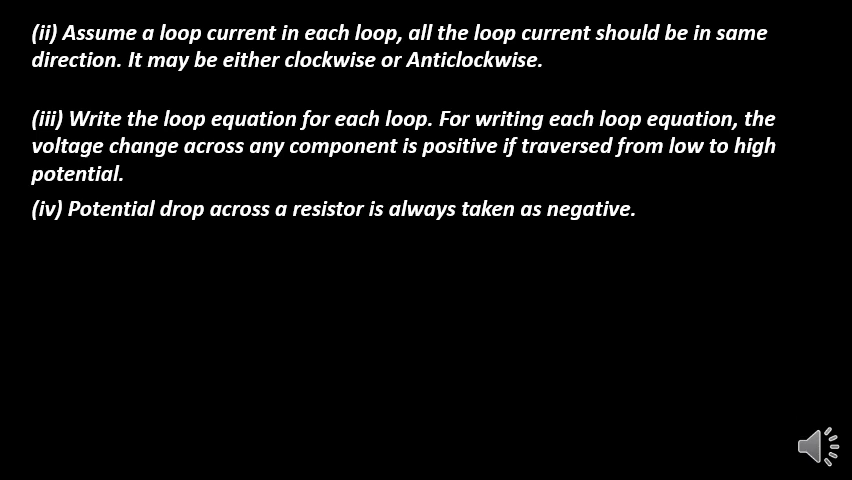 (ii) Assume a loop current in each loop, all the loop current should be in same
direction. It may be either clockwise or Anticlockwise.
(iii) Write the loop equation for each loop. For writing each loop equation, the
voltage change across any component is positive if traversed from low to high
potential.
(iv) Potential drop across a resistor is always taken as negative.